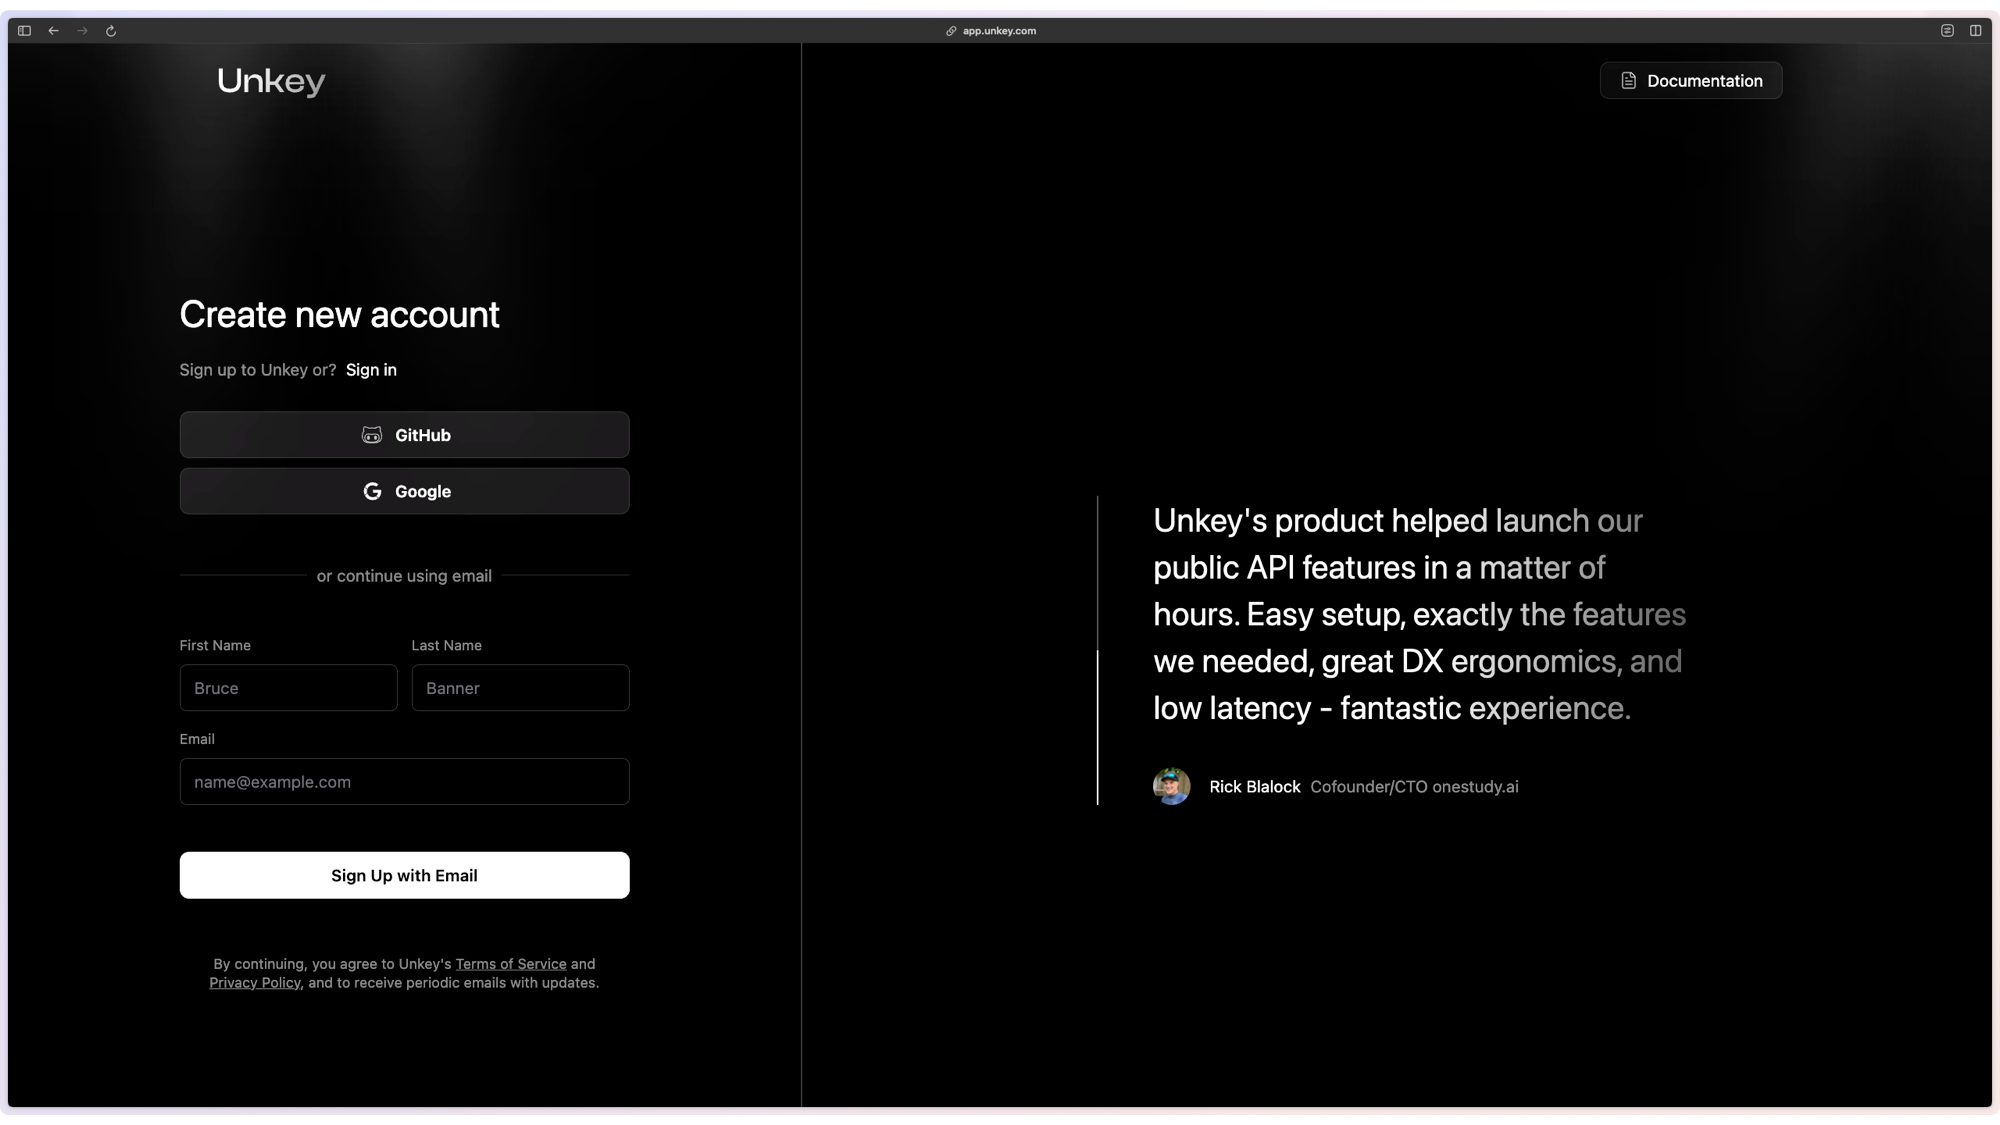 app.unkey.com
Unkey
Documentation
Create new account
Sign up to Unkey or? Sign in
GitHub
Google
or continue using email
First Name
Last Name
Bruce
Banner
Email
name@example.com
Sign Up with Email
By continuing, you agree to Unkey's Terms of Service and
Privacy Policy, and to receive periodic emails with updates.
Unkey's product helped launch our
public API features in a matter of
hours. Easy setup, exactly the features
we needed, great DX ergonomics, and
low latency - fantastic experience.
Rick Blalock Cofounder/CTO onestudy.ai